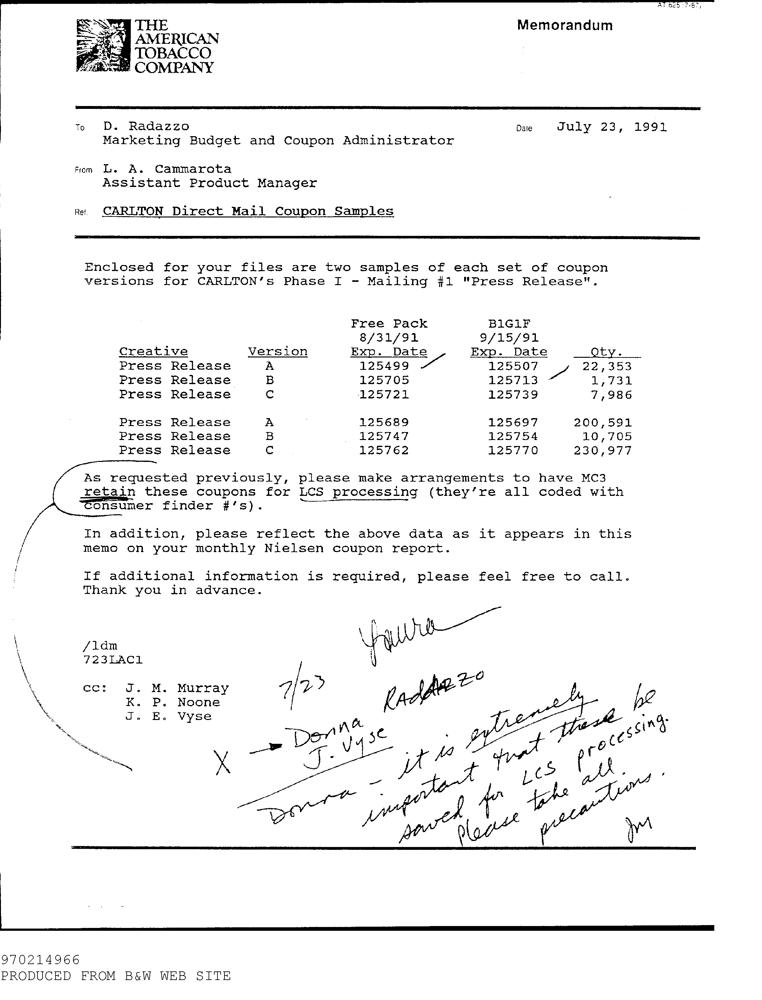 AT 625 7-87
THE
AMERICAN
TOBACCO
COMPANY
Memorandum
To D. Radazzo Date July 23, 1991
Marketing Budget and Coupon Administrator
From L. A. Cammarota
Assistant Product Manager
Ref. CARLTON Direct Mail Coupon Samples
Enclosed for your files are two samples of each set of coupon
versions for CARLTON's Phase I - Mailing #1 "Press Release".
Free Pack B1G1F
8/31/91 9/15/91
Creative Version Exp. Date Exp. Date Qty.
Press Release A 125499 125507 22,353
Press Release B 125705 125713 1,731
Press Release C 125721 125739 7,986
Press Release A 125689 125697 200,591
Press Release B 125747 125754 10,705
Press Release C 125762 125770 230,977
As requested previously, please make arrangements to have MC3
retain these coupons for LCS processing (they're all coded with
consumer finder #'s).
In addition, please reflect the above data as it appears in this
memo on your monthly Nielsen coupon report.
If additional information is required, please feel free to call.
Thank you in advance.
Laura
/ldm
723LAC1
cc: J. M. Murray
K. P. Noone
J. E. Vyse
7/23
RADAZZO
X → Donna
J. Vyse
Donna - it is extremely
important that these be
saved for LCS processing.
Please take all
precautions.
JM
970214966
PRODUCED FROM B&W WEB SITE